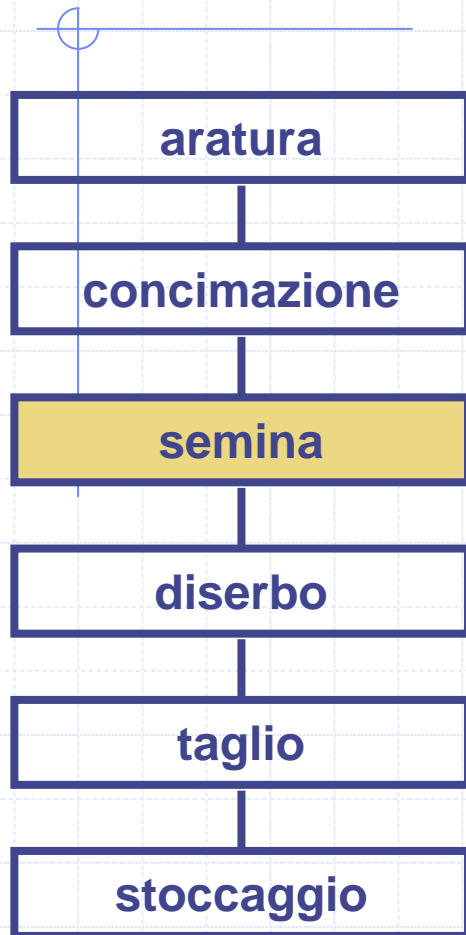 aratura
concimazione
semina
diserbo
taglio
stoccaggio